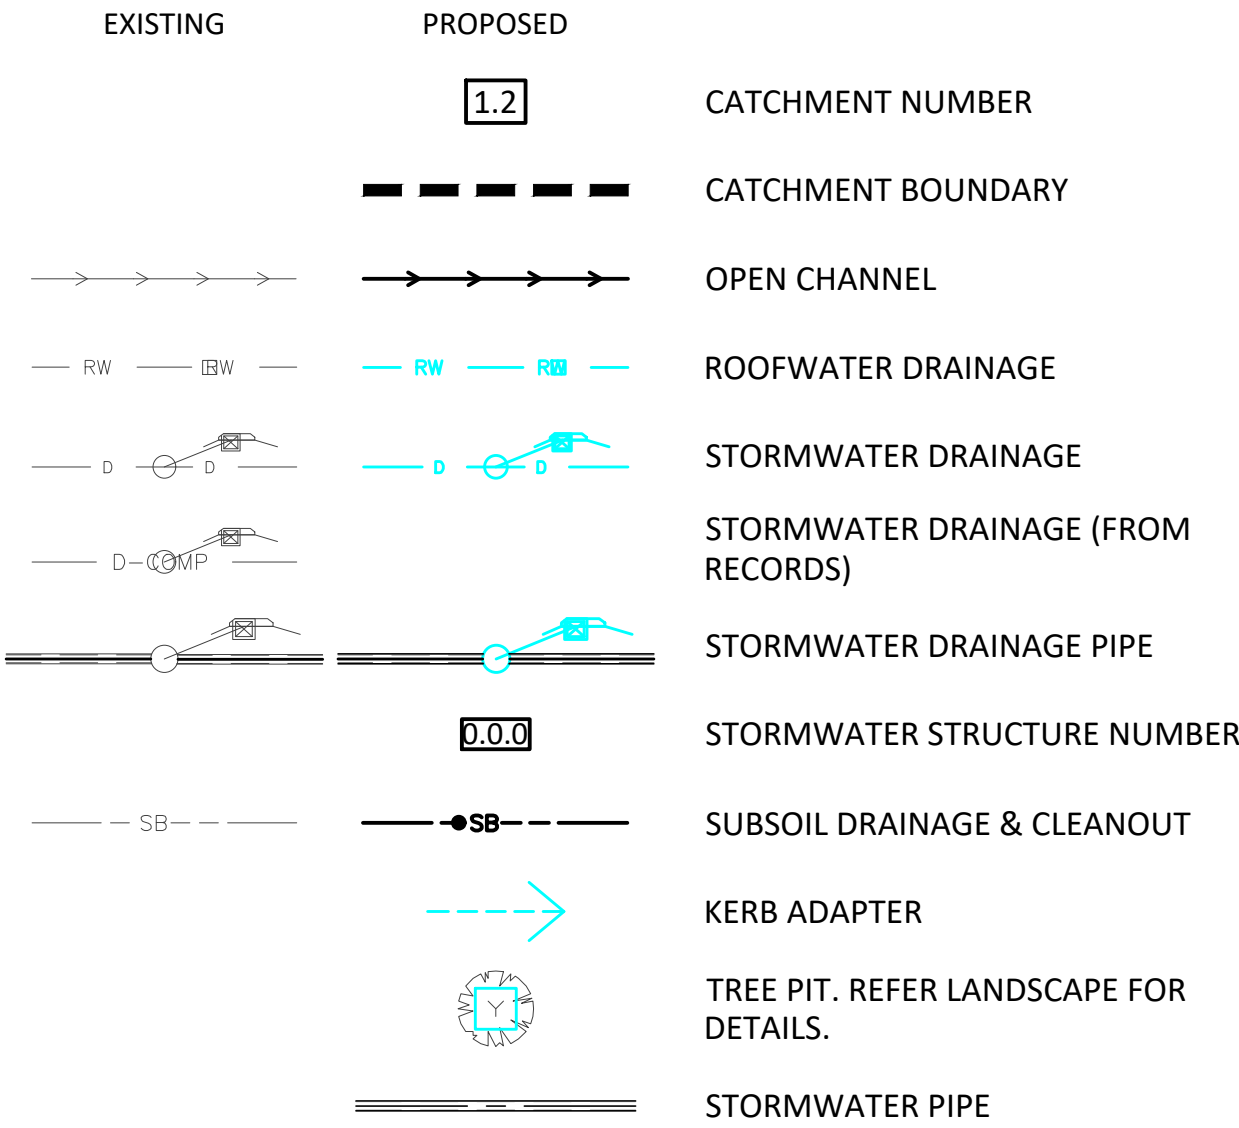 EXISTING PROPOSED
1.2 CATCHMENT NUMBER
CATCHMENT BOUNDARY
OPEN CHANNEL
RW RW RW RW ROOFWATER DRAINAGE
D D D D STORMWATER DRAINAGE
STORMWATER DRAINAGE (FROM
D-COMP RECORDS)
STORMWATER DRAINAGE PIPE
0.0.0 STORMWATER STRUCTURE NUMBER
SB SB SUBSOIL DRAINAGE & CLEANOUT
KERB ADAPTER
TREE PIT. REFER LANDSCAPE FOR
Y DETAILS.
STORMWATER PIPE